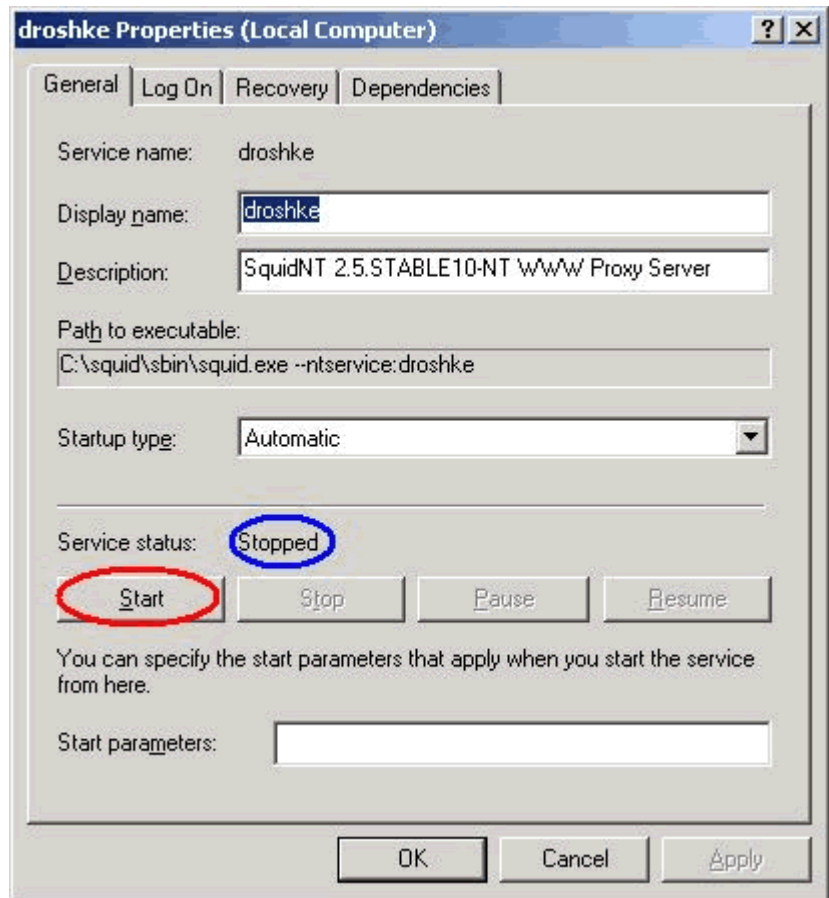 droshke Properties (Local Computer)
General Log On Recovery Dependencies
Service name: droshke
Display name: droshke
Description: SquidNT 2.5.STABLE10-NT WWW Proxy Server
Path to executable:
C:\squid\sbin\squid.exe --ntservice:droshke
Startup type: Automatic
Service status: Stopped
Start Stop Pause Resume
You can specify the start parameters that apply when you start the service
from here.
Start parameters:
OK Cancel Apply